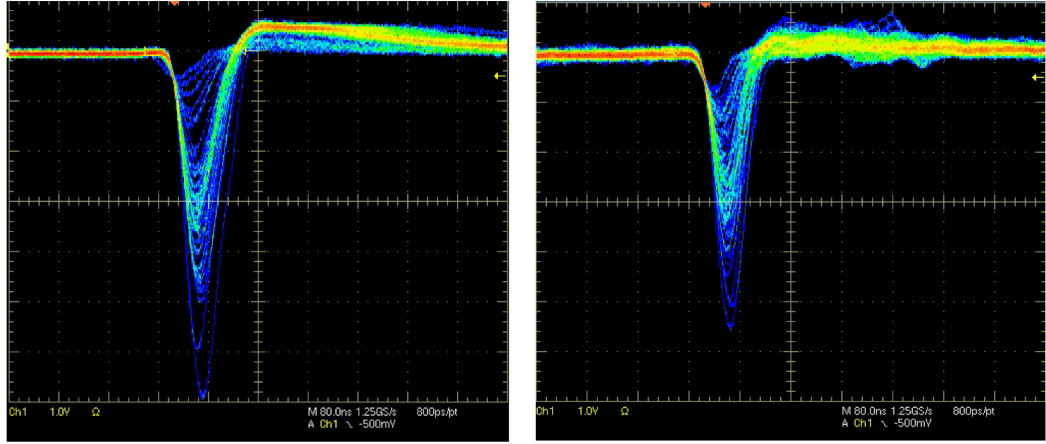 Ch1 1.0V Ω M 80.0ns 1.25GS/s 800ps/pt
A Ch1 ∖ -500mV
Ch1 1.0V Ω M 80.0ns 1.25GS/s 800ps/pt
A Ch1 ∖ -500mV